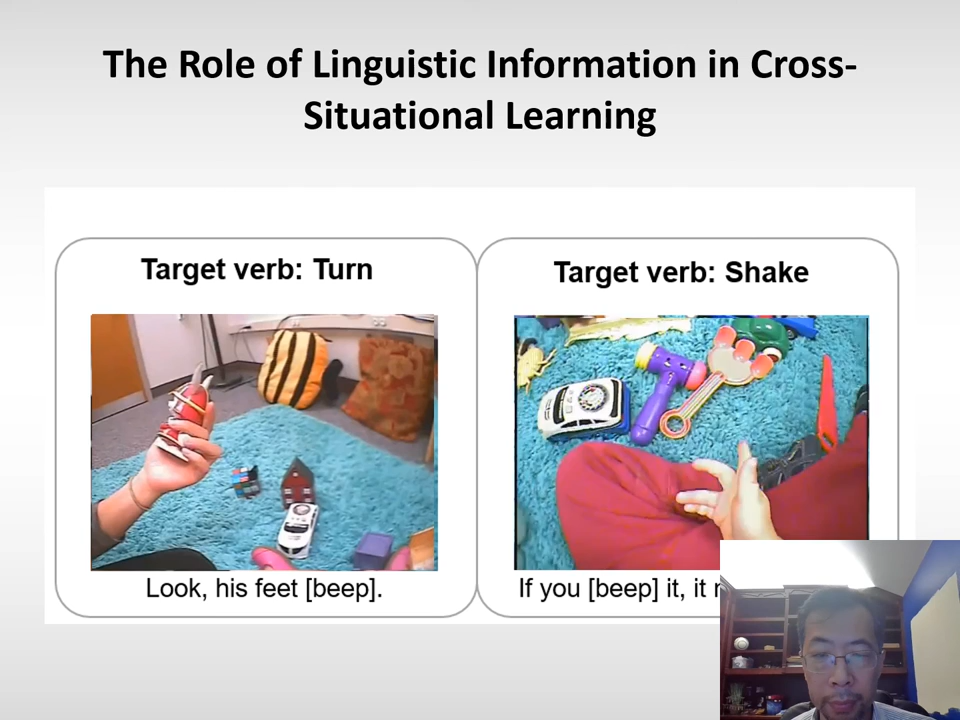 The Role of Linguistic Information in Cross-
Situational Learning
Target verb: Turn
Look, his feet [beep].
Target verb: Shake
If you [beep] it, it